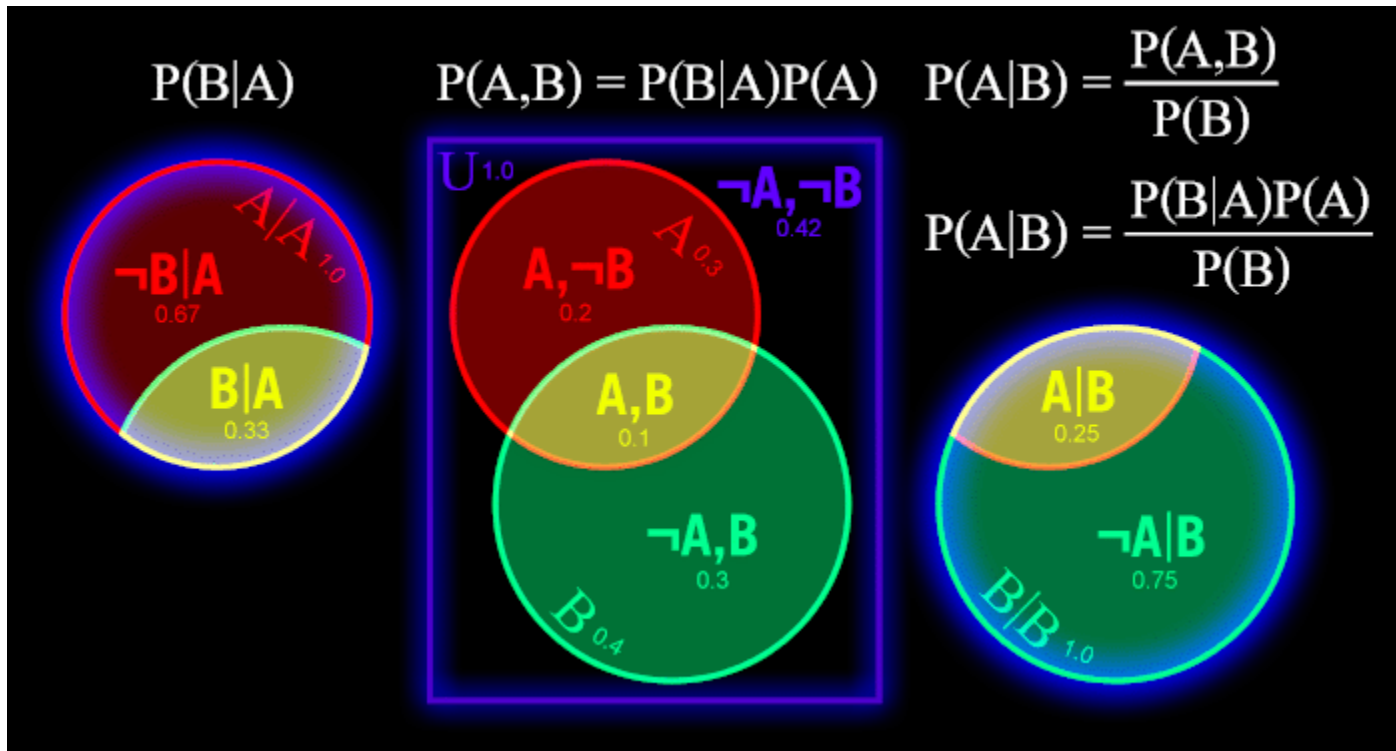 P(B|A)
A|A 1.0
¬B|A
0.67
B|A
0.33
P(A,B) = P(B|A)P(A)
U 1.0
¬A,¬B
0.42
A 0.3
A,¬B
0.2
A,B
0.1
¬A,B
0.3
B 0.4
P(A|B) = P(A,B)
P(B)
P(A|B) = P(B|A)P(A)
P(B)
A|B
0.25
¬A|B
0.75
B|B 1.0